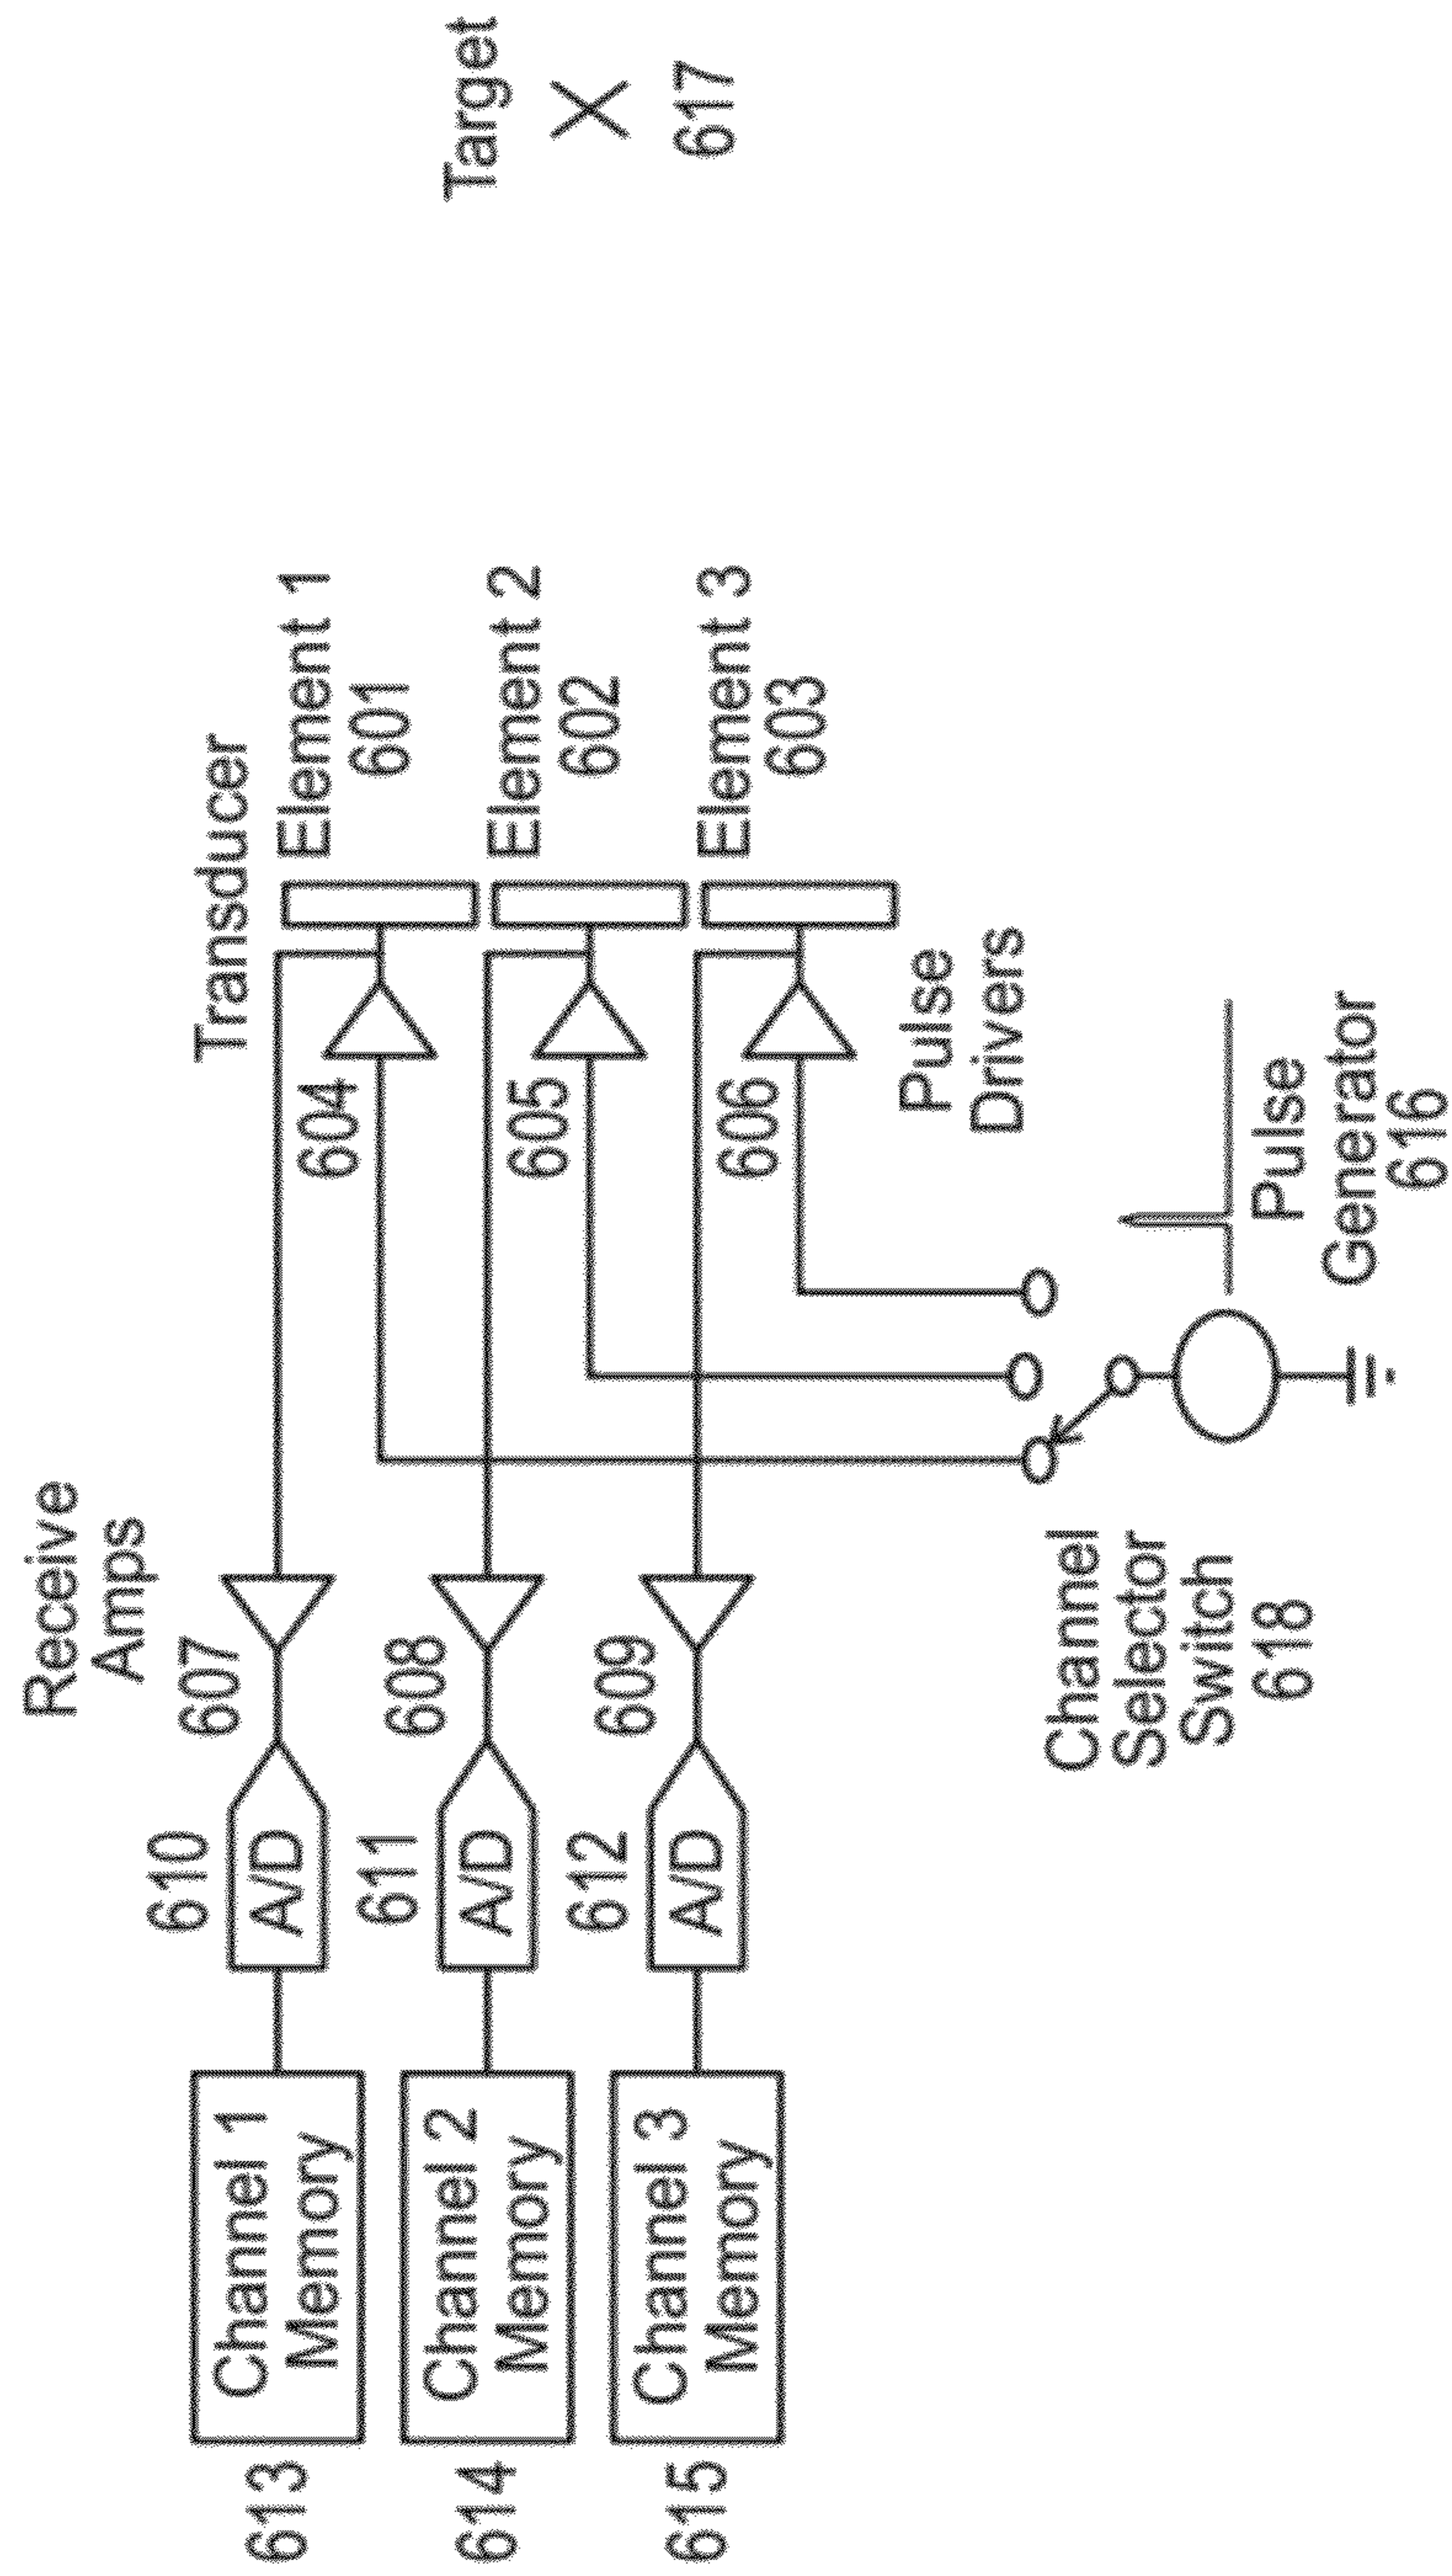 Receive
Amps
Transducer
Target
X
617
613
Channel 1
Memory
610
A/D
607
604
Element 1
601
614
Channel 2
Memory
611
A/D
608
605
Element 2
602
615
Channel 3
Memory
612
A/D
609
606
Element 3
603
Pulse
Drivers
Channel
Selector
Switch
618
Pulse
Generator
616